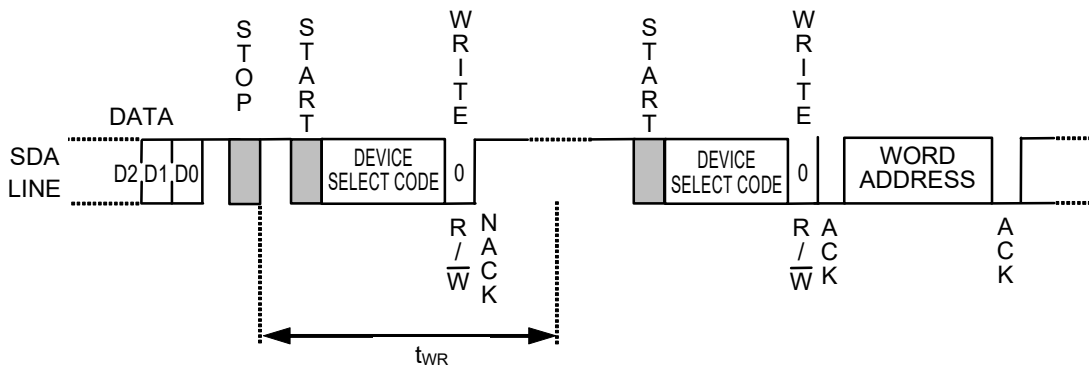 STOP
START
WRITE
START
WRITE
DATA
SDA
LINE
D2 D1 D0
DEVICE
SELECT CODE
0
DEVICE
SELECT CODE
0
WORD
ADDRESS
R/W̅
NACK
R/W̅
ACK
ACK
tWR